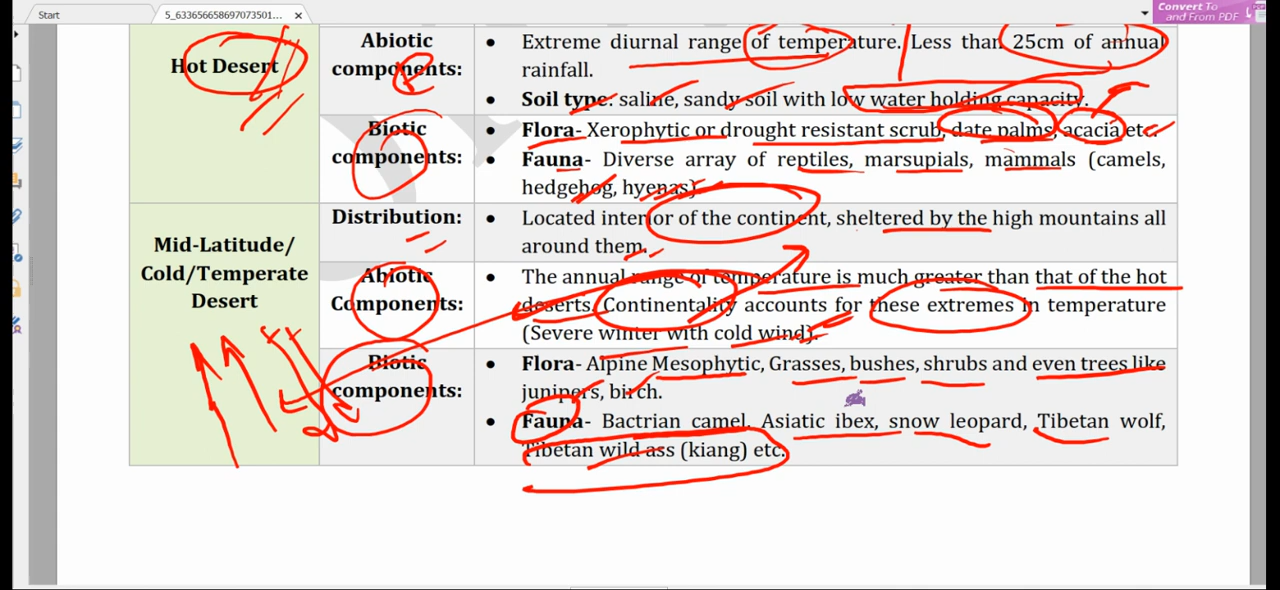 Start
5_633656658697073501... ×
Convert To
and From PDF
Hot Desert
Abiotic
components:
• Extreme diurnal range of temperature. Less than 25cm of annual
rainfall.
• Soil type: saline, sandy soil with low water holding capacity.
Biotic
components:
• Flora- Xerophytic or drought resistant scrub, date palms, acacia etc.
• Fauna- Diverse array of reptiles, marsupials, mammals (camels,
hedgehog, hyenas).
Mid-Latitude/
Cold/Temperate
Desert
Distribution:
• Located interior of the continent, sheltered by the high mountains all
around them.
Abiotic
Components:
• The annual range of temperature is much greater than that of the hot
deserts. Continentality accounts for these extremes in temperature
(Severe winter with cold wind).
Biotic
components:
• Flora- Alpine Mesophytic, Grasses, bushes, shrubs and even trees like
junipers, birch.
• Fauna- Bactrian camel, Asiatic ibex, snow leopard, Tibetan wolf,
Tibetan wild ass (kiang) etc.